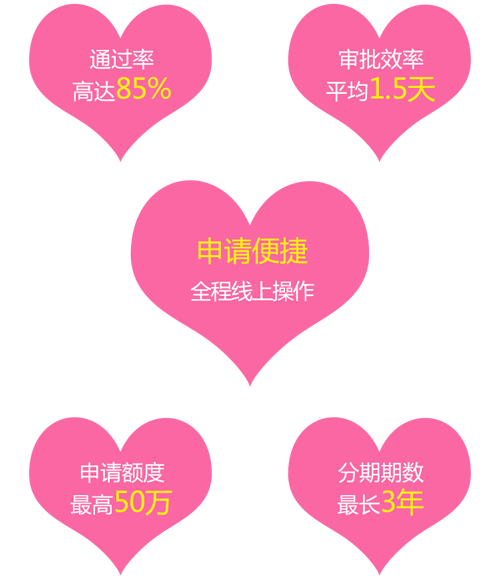 通过率
高达85%
审批效率
平均1.5天
申请便捷
全程线上操作
申请额度
最高50万
分期期数
最长3年